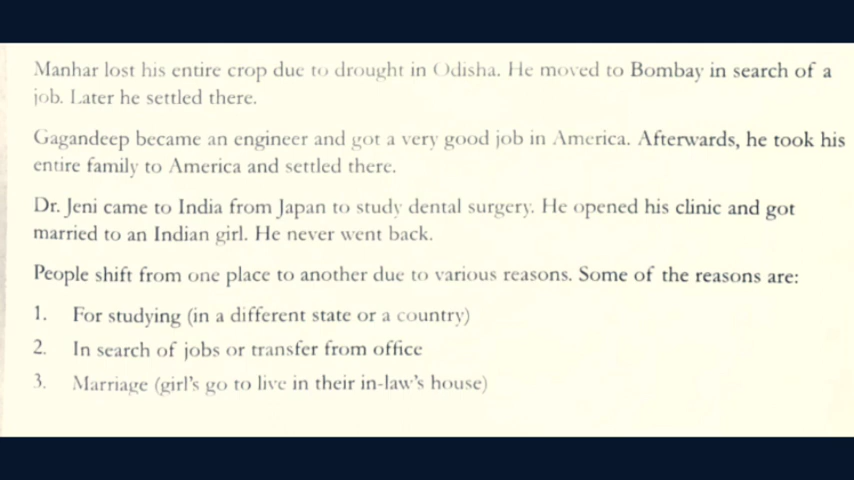 Manhar lost his entire crop due to drought in Odisha. He moved to Bombay in search of a
job. Later he settled there.
Gagandeep became an engineer and got a very good job in America. Afterwards, he took his
entire family to America and settled there.
Dr. Jeni came to India from Japan to study dental surgery. He opened his clinic and got
married to an Indian girl. He never went back.
People shift from one place to another due to various reasons. Some of the reasons are:
1. For studying (in a different state or a country)
2. In search of jobs or transfer from office
3. Marriage (girl's go to live in their in-law's house)